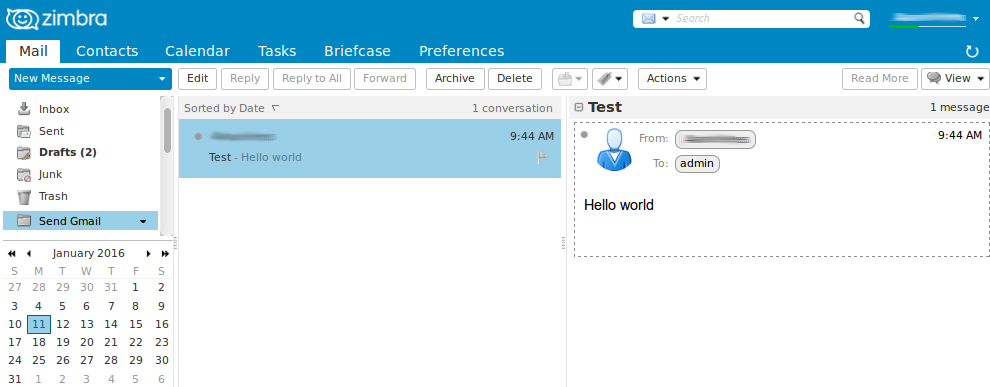 zimbra
Search
Mail Contacts Calendar Tasks Briefcase Preferences
New Message Edit Reply Reply to All Forward Archive Delete Actions Read More View
Inbox
Sent
Drafts (2)
Junk
Trash
Send Gmail
January 2016
S M T W T F S
27 28 29 30 31 1 2
3 4 5 6 7 8 9
10 11 12 13 14 15 16
17 18 19 20 21 22 23
24 25 26 27 28 29 30
31 1 2 3 4 5 6
Sorted by Date 1 conversation
9:44 AM
Test - Hello world
Test 1 message
From: 9:44 AM
To: admin
Hello world